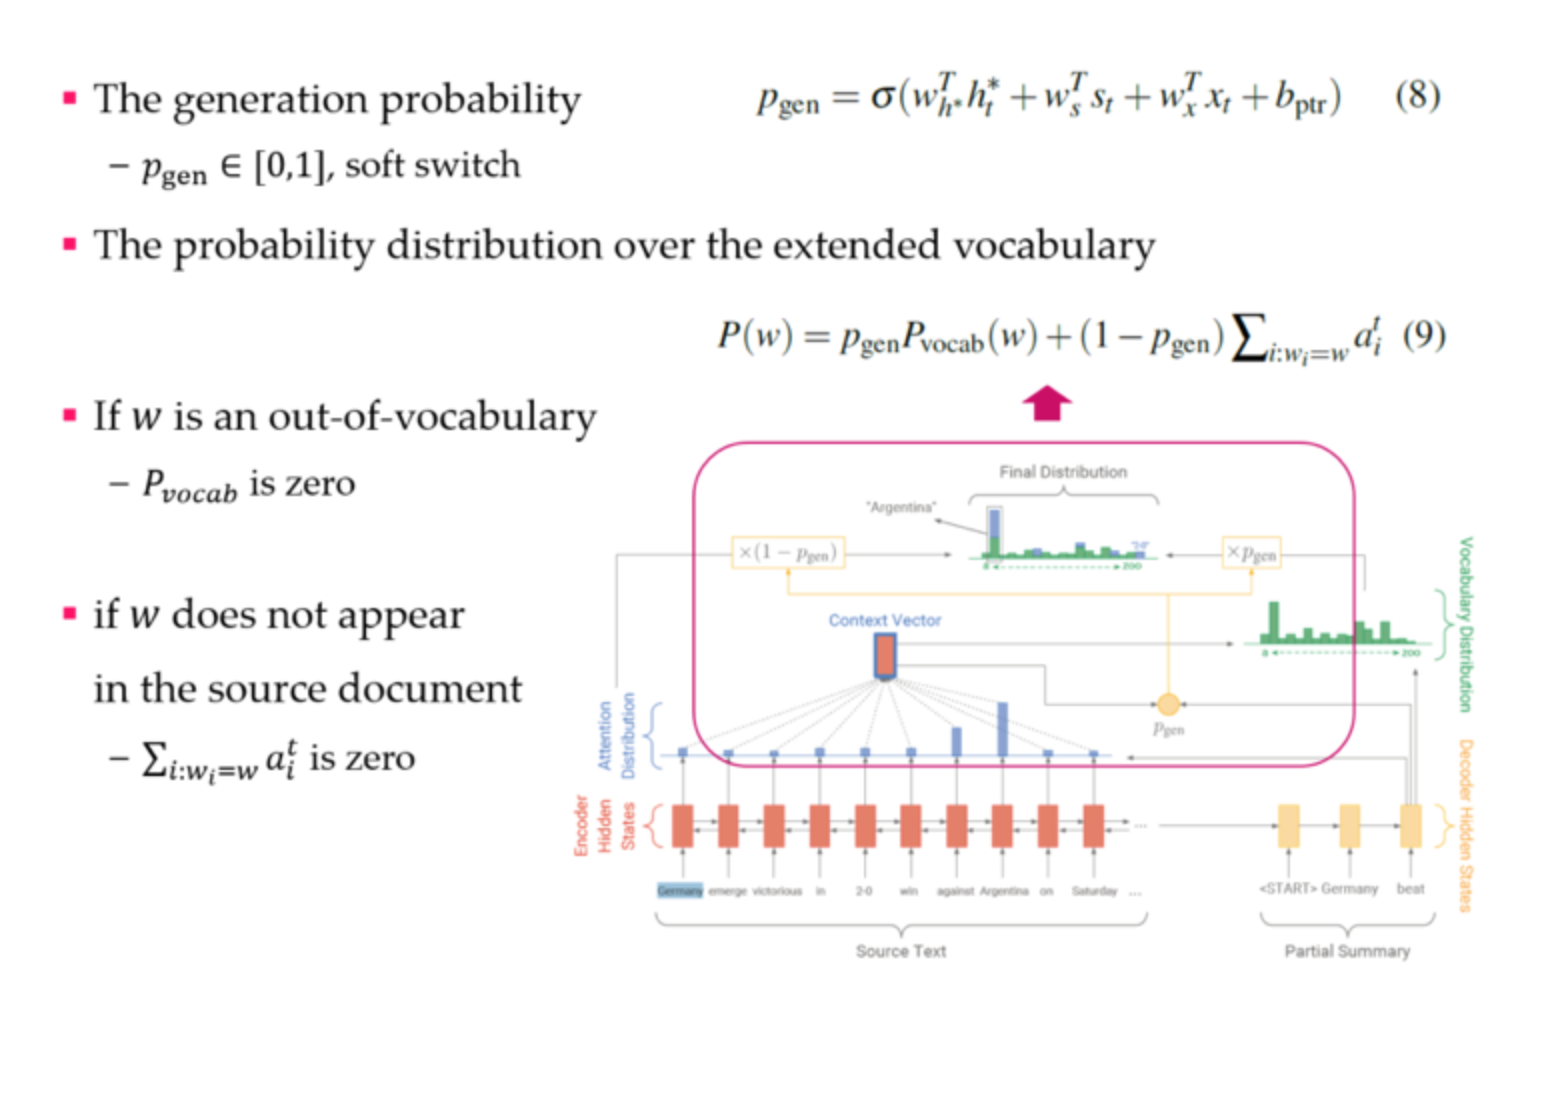 ▪ The generation probability
p_gen = σ(w_{h*}^T h_t^* + w_s^T s_t + w_x^T x_t + b_ptr) (8)
– p_gen ∈ [0,1], soft switch
▪ The probability distribution over the extended vocabulary
P(w) = p_gen P_vocab(w) + (1 − p_gen) ∑_{i:w_i=w} a_i^t (9)
▪ If w is an out-of-vocabulary
– P_vocab is zero
▪ if w does not appear
in the source document
– ∑_{i:w_i=w} a_i^t is zero
Final Distribution
"Argentina"
×(1 − p_gen)
×p_gen
"2-0"
a
zoo
Context Vector
a
zoo
Vocabulary Distribution
p_gen
Attention
Distribution
Encoder
Hidden
States
...
Decoder Hidden States
Germany emerge victorious in 2-0 win against Argentina on Saturday ...
<START> Germany beat
Source Text
Partial Summary